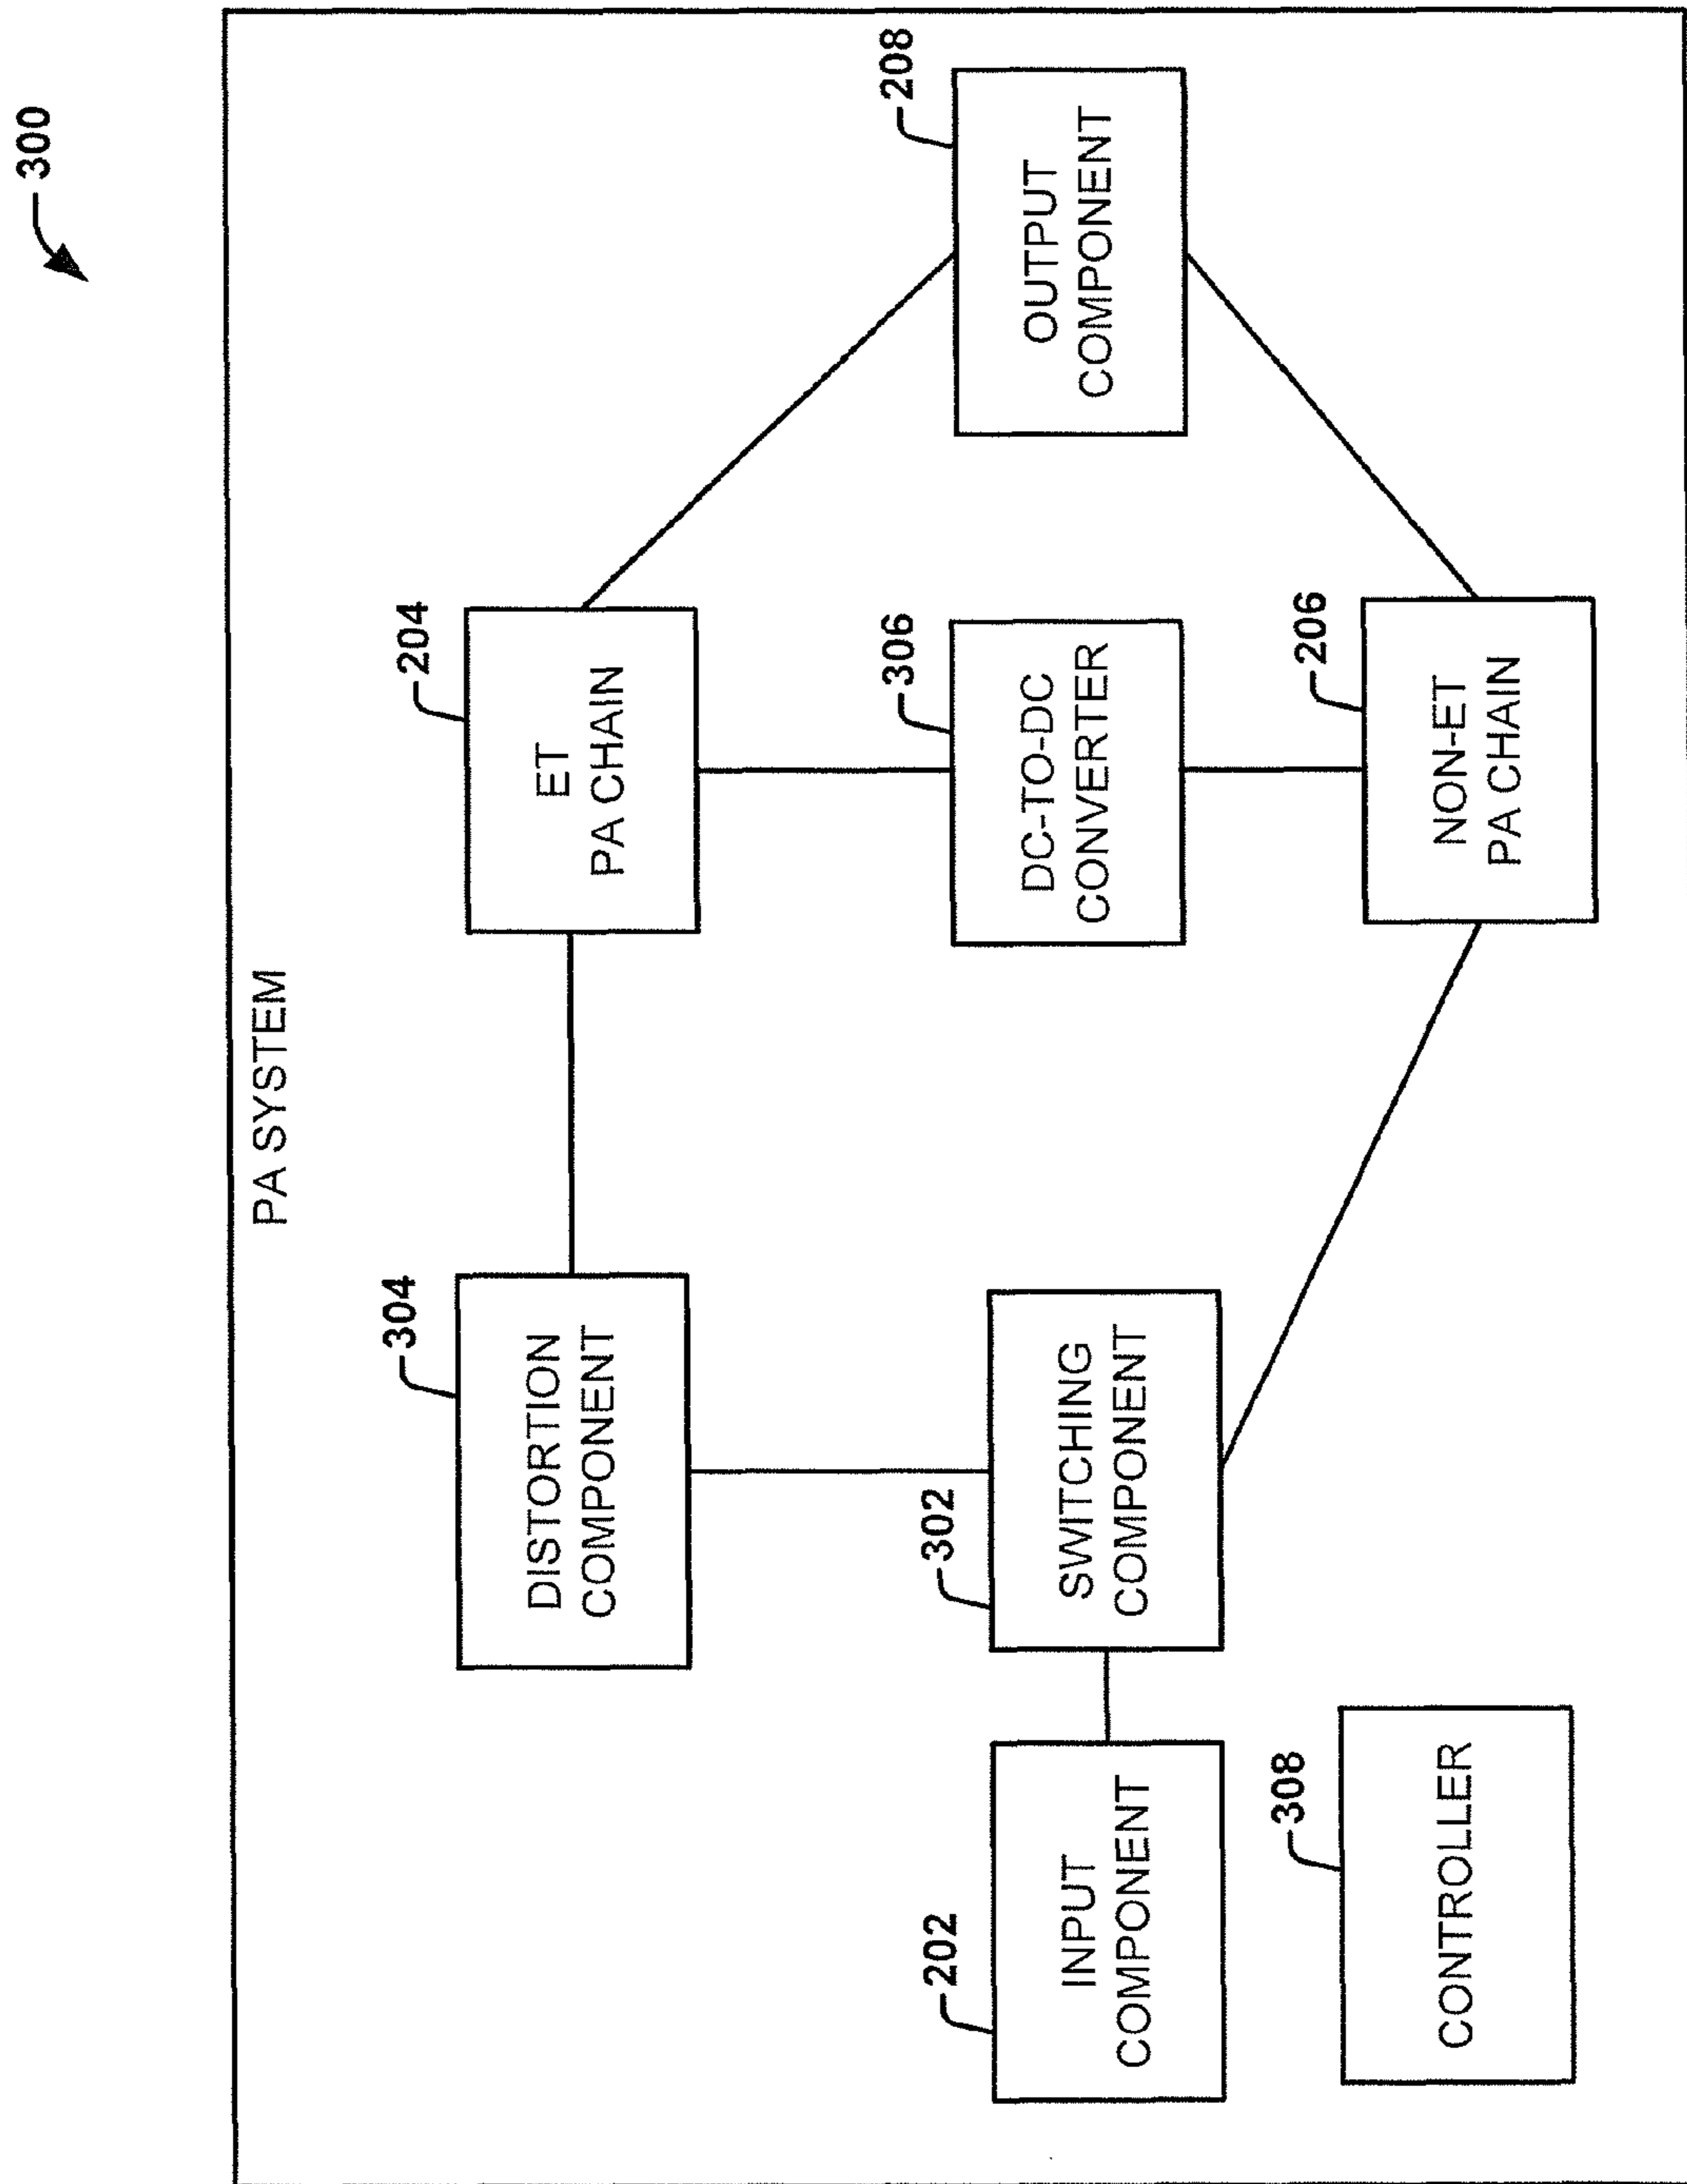 300
PA SYSTEM
304
DISTORTION
COMPONENT
204
ET
PA CHAIN
202
INPUT
COMPONENT
302
SWITCHING
COMPONENT
306
DC-TO-DC
CONVERTER
208
OUTPUT
COMPONENT
308
CONTROLLER
206
NON-ET
PA CHAIN